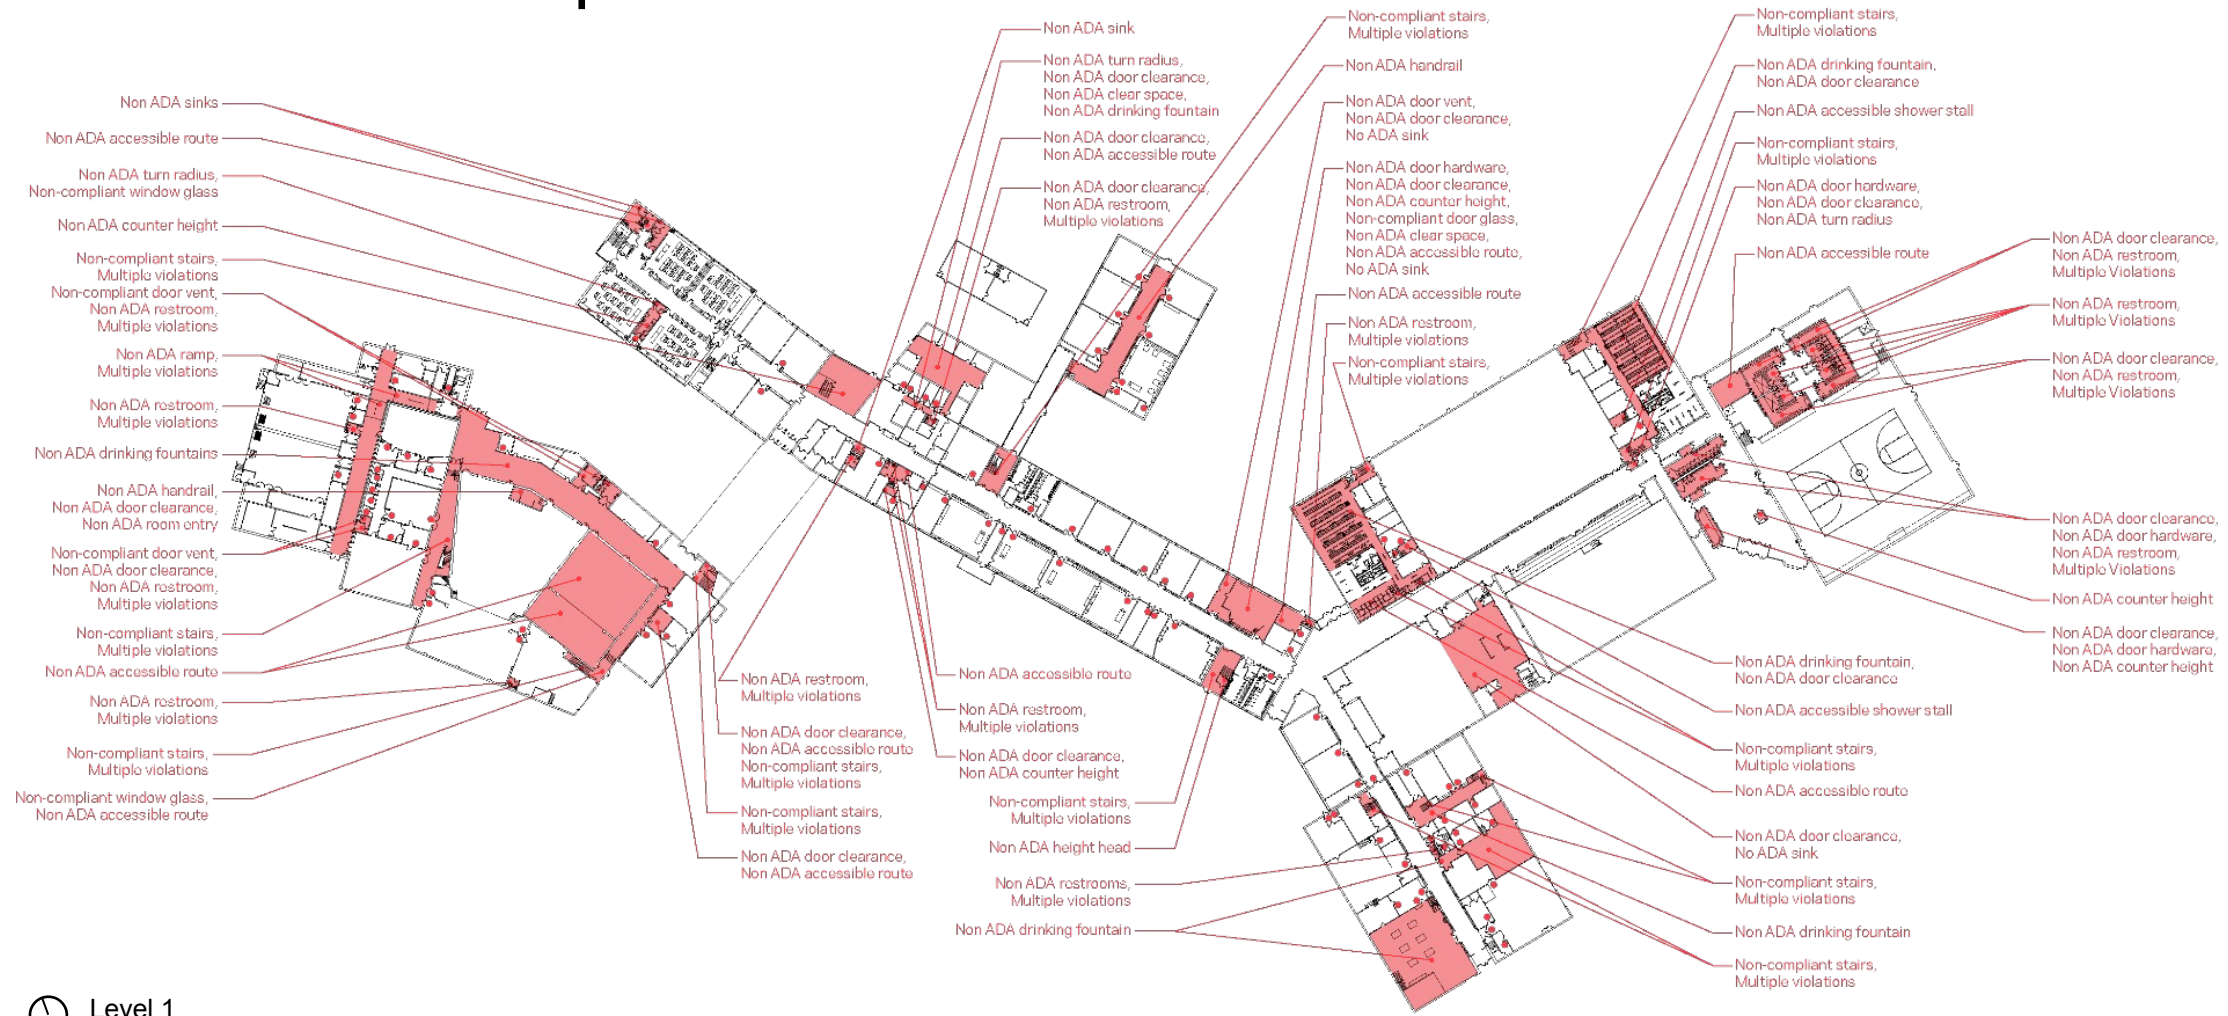 Non ADA sinks
Non ADA accessible route
Non ADA turn radius,
Non-compliant window glass
Non ADA counter height
Non-compliant stairs,
Multiple violations
Non-compliant door vent,
Non ADA restroom,
Multiple violations
Non ADA ramp,
Multiple violations
Non ADA restroom,
Multiple violations
Non ADA drinking fountains
Non ADA handrail,
Non ADA door clearance,
Non ADA room entry
Non-compliant door vent,
Non ADA door clearance,
Non ADA restroom,
Multiple violations
Non-compliant stairs,
Multiple violations
Non ADA accessible route
Non ADA restroom,
Multiple violations
Non-compliant stairs,
Multiple violations
Non-compliant window glass,
Non ADA accessible route
Non ADA sink
Non ADA turn radius,
Non ADA door clearance,
Non ADA clear space,
Non ADA drinking fountain
Non ADA door clearance,
Non ADA accessible route
Non ADA door clearance,
Non ADA restroom,
Multiple violations
Non-compliant stairs,
Multiple violations
Non ADA handrail
Non ADA door vent,
Non ADA door clearance,
No ADA sink
Non ADA door hardware,
Non ADA door clearance,
Non ADA counter height,
Non-compliant door glass,
Non ADA clear space,
Non ADA accessible route,
No ADA sink
Non ADA accessible route
Non ADA restroom,
Multiple violations
Non-compliant stairs,
Multiple violations
Non-compliant stairs,
Multiple violations
Non ADA drinking fountain,
Non ADA door clearance
Non ADA accessible shower stall
Non-compliant stairs,
Multiple violations
Non ADA door hardware,
Non ADA door clearance,
Non ADA turn radius
Non ADA accessible route
Non ADA door clearance,
Non ADA restroom,
Multiple Violations
Non ADA restroom,
Multiple Violations
Non ADA door clearance,
Non ADA restroom,
Multiple Violations
Non ADA door clearance,
Non ADA door hardware,
Non ADA restroom,
Multiple Violations
Non ADA counter height
Non ADA door clearance,
Non ADA door hardware,
Non ADA counter height
Non ADA restroom,
Multiple violations
Non ADA door clearance,
Non ADA accessible route
Non-compliant stairs,
Multiple violations
Non-compliant stairs,
Multiple violations
Non ADA door clearance,
Non ADA accessible route
Non ADA accessible route
Non ADA restroom,
Multiple violations
Non ADA door clearance,
Non ADA counter height
Non-compliant stairs,
Multiple violations
Non ADA height head
Non ADA restrooms,
Multiple violations
Non ADA drinking fountain
Non ADA drinking fountain,
Non ADA door clearance
Non ADA accessible shower stall
Non-compliant stairs,
Multiple violations
Non ADA accessible route
Non ADA door clearance,
No ADA sink
Non-compliant stairs,
Multiple violations
Non ADA drinking fountain
Non-compliant stairs,
Multiple violations
Level 1